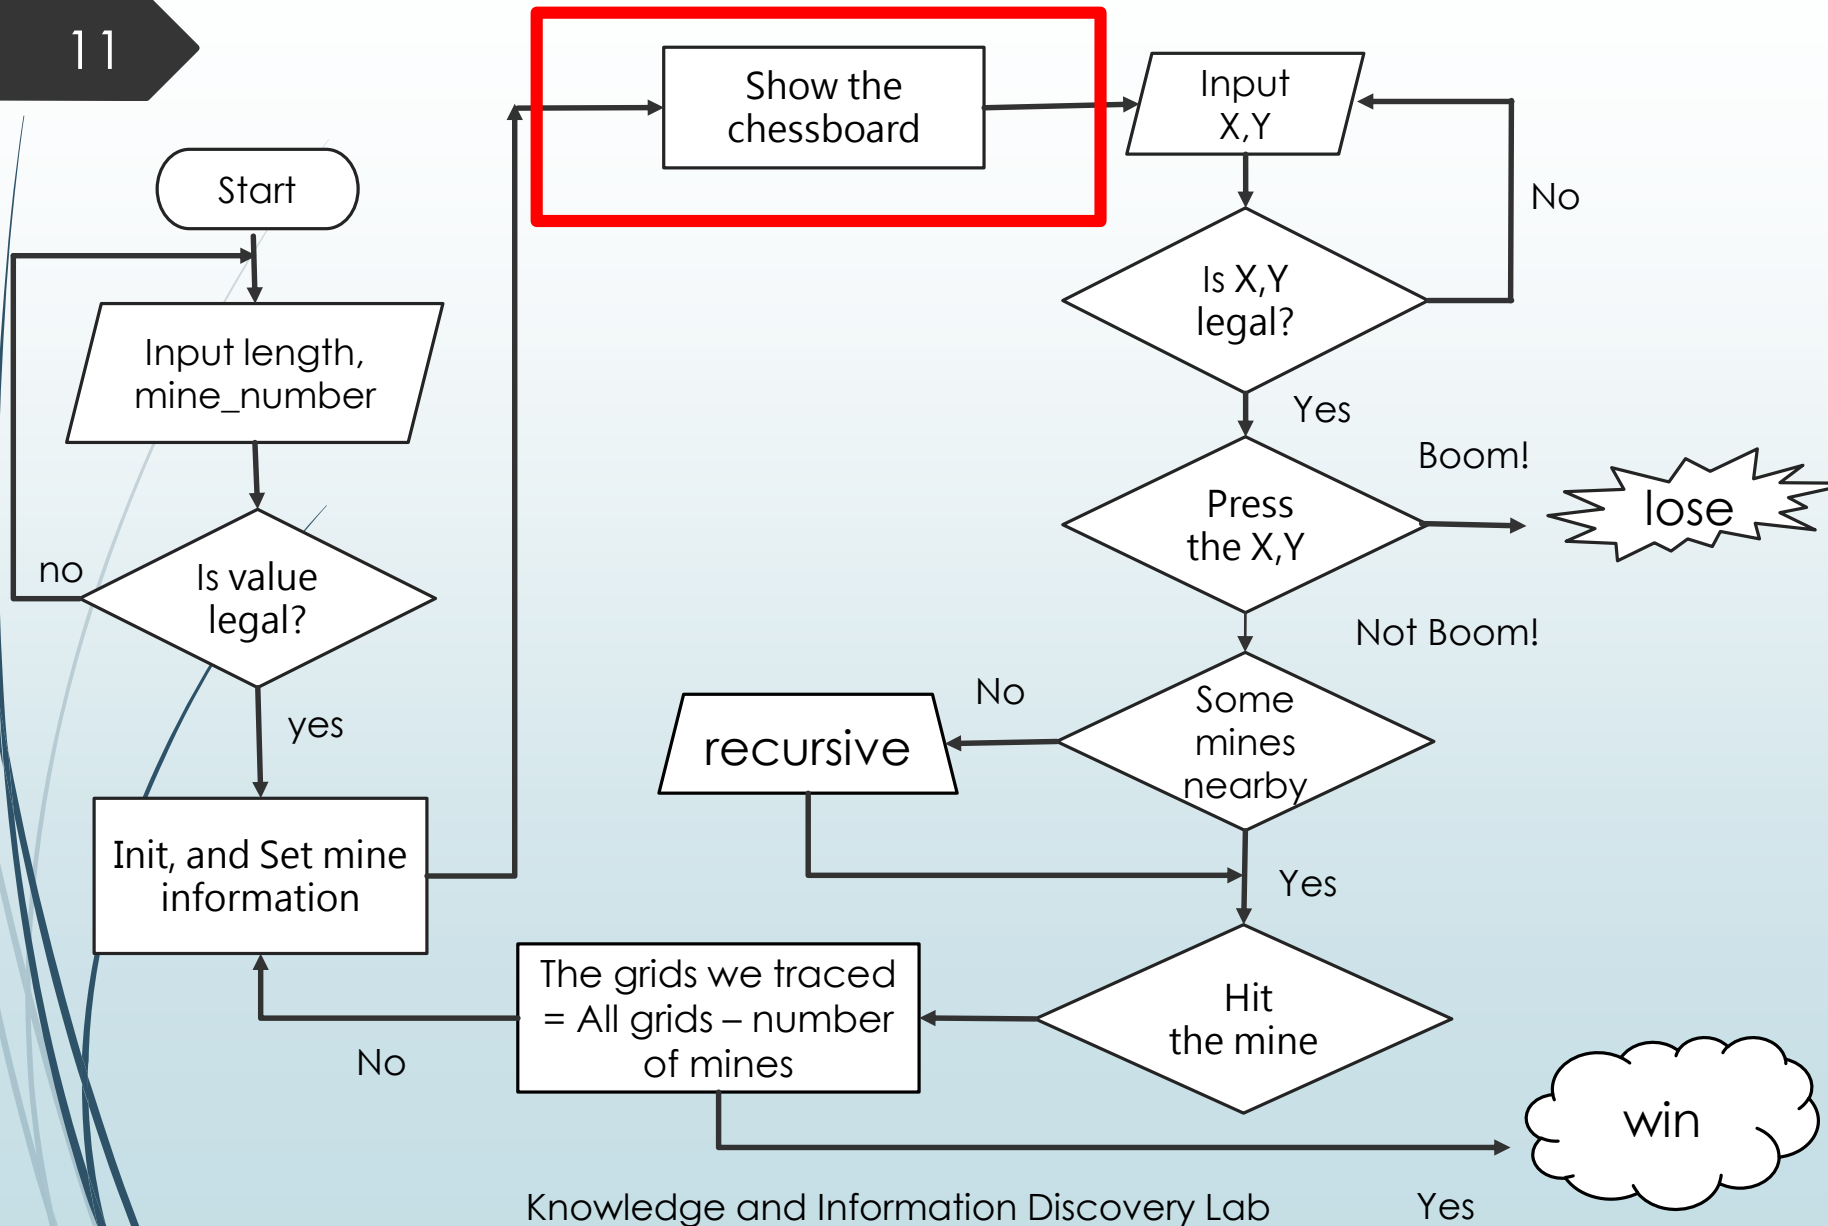 11
Start
Input length,
mine_number
no
Is value
legal?
yes
Init, and Set mine
information
Show the
chessboard
Input
X,Y
No
Is X,Y
legal?
Yes
Boom!
Press
the X,Y
lose
Not Boom!
No
Some
mines
nearby
recursive
Yes
Hit
the mine
The grids we traced
= All grids – number
of mines
No
win
Knowledge and Information Discovery Lab
Yes